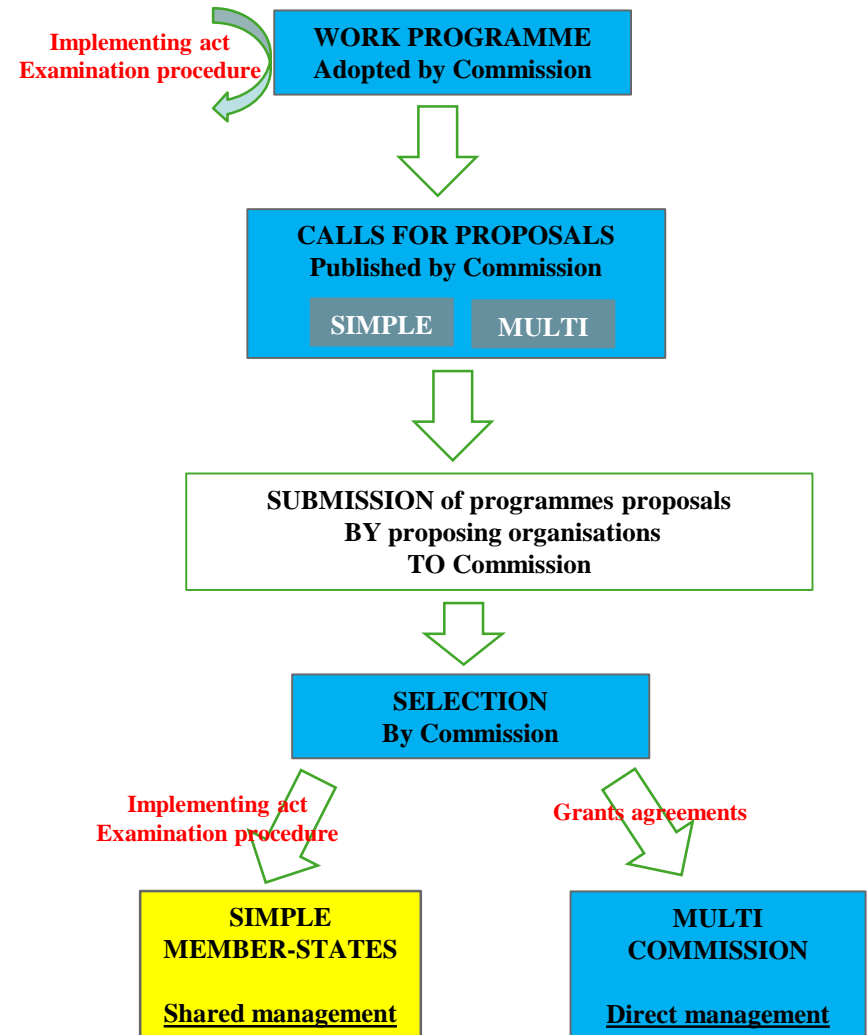 Implementing act
Examination procedure
WORK PROGRAMME
Adopted by Commission
CALLS FOR PROPOSALS
Published by Commission
SIMPLE
MULTI
SUBMISSION of programmes proposals
BY proposing organisations
TO Commission
SELECTION
By Commission
Implementing act
Examination procedure
Grants agreements
SIMPLE
MEMBER-STATES
Shared management
MULTI
COMMISSION
Direct management